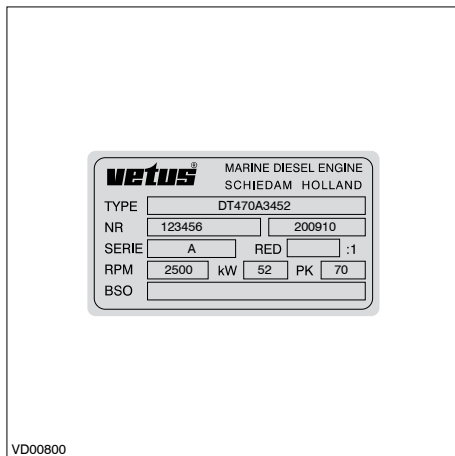 vetus®
MARINE DIESEL ENGINE
SCHIEDAM HOLLAND
TYPE DT470A3452
NR 123456 200910
SERIE A RED :1
RPM 2500 kW 52 PK 70
BSO
VD00800